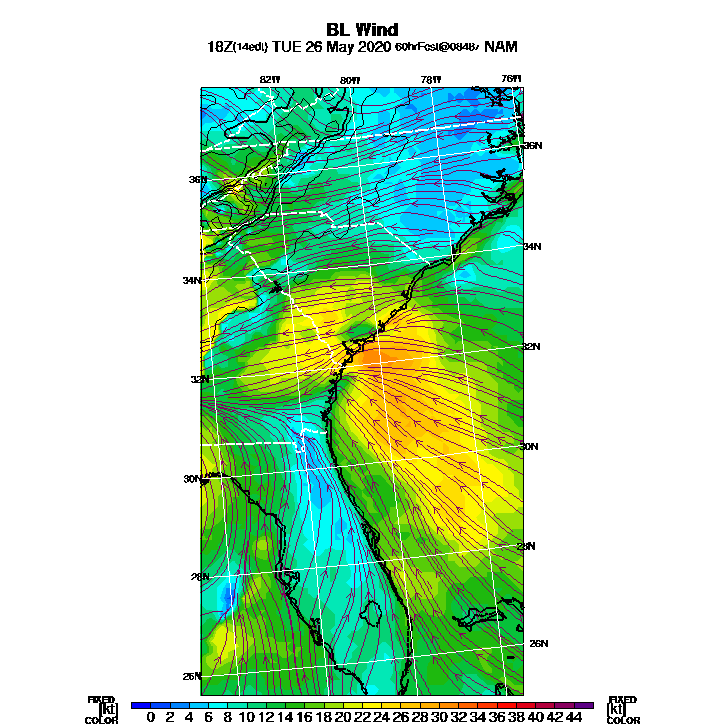 BL Wind
18Z(14edt) TUE 26 May 2020 60hrFcst@0848z NAM
82W 80W 78W 76W
36N 36N
34N 34N
32N 32N
30N 30N
28N 28N
26N 26N
FIXED FIXED
[kt] 0 2 4 6 8 10 12 14 16 18 20 22 24 26 28 30 32 34 36 38 40 42 44 [kt]
COLOR COLOR